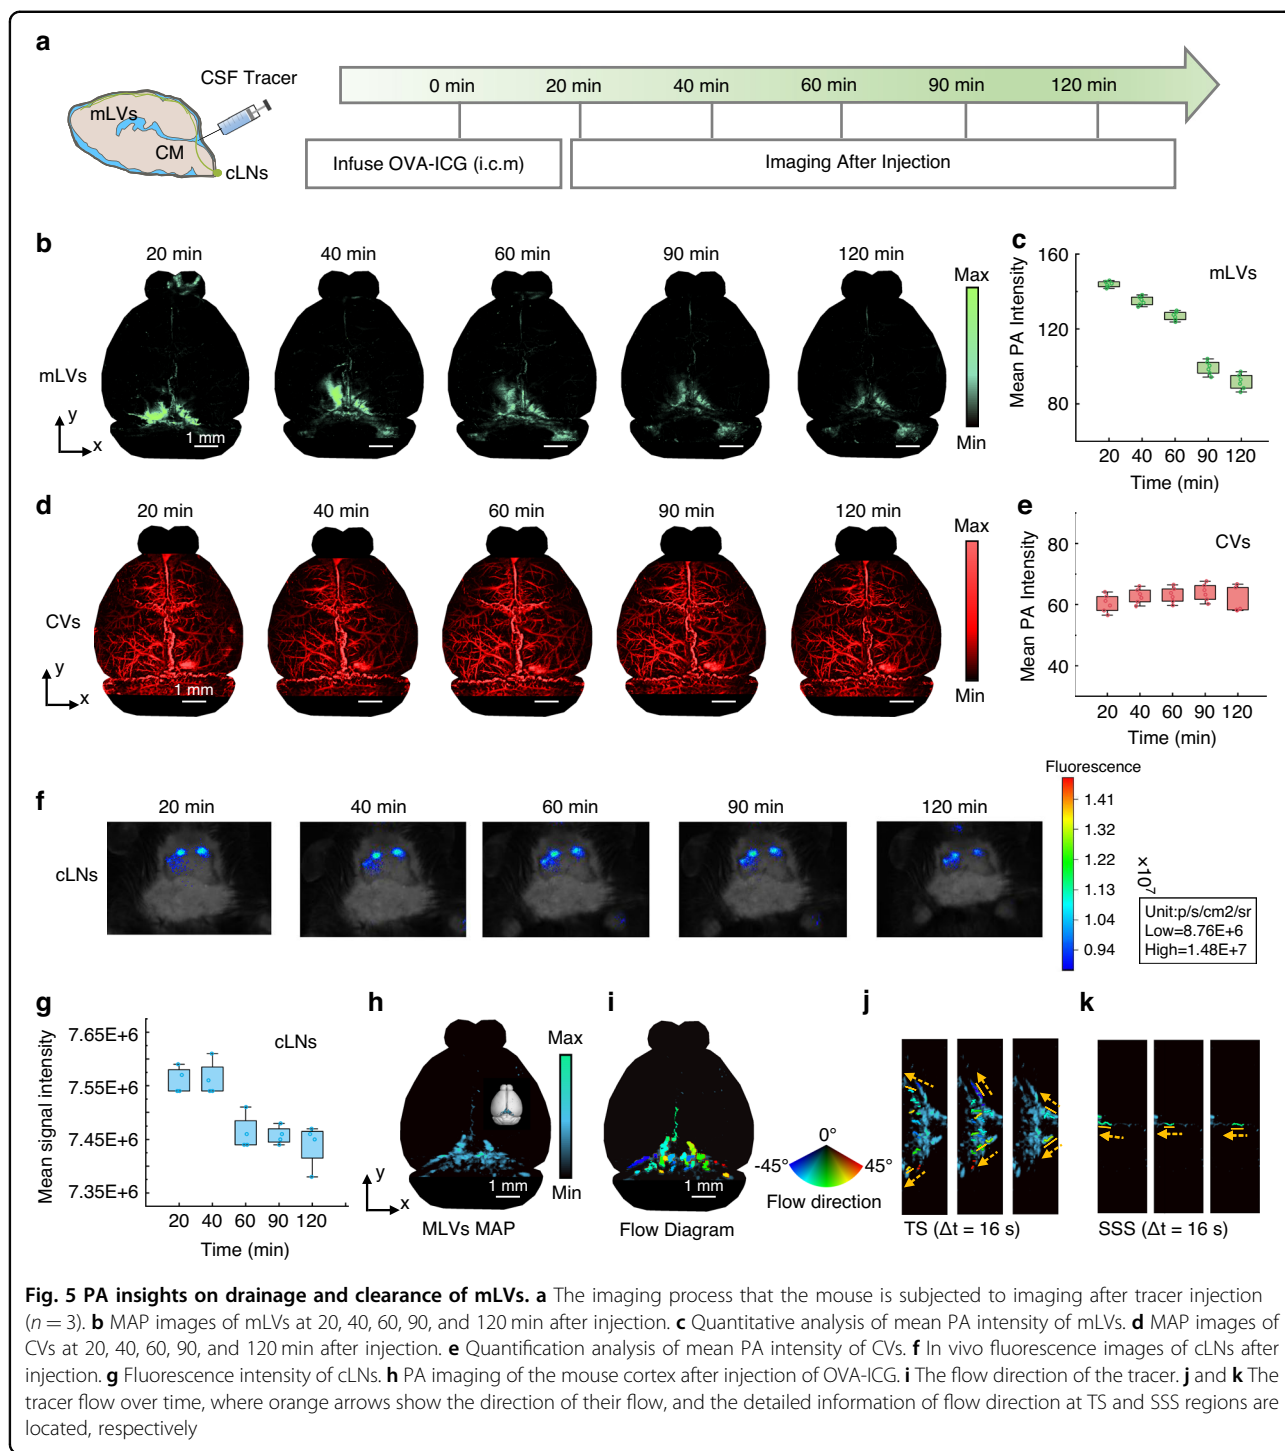 a
CSF Tracer
mLVs
CM
cLNs
0 min
20 min
40 min
60 min
90 min
120 min
Infuse OVA-ICG (i.c.m)
Imaging After Injection
b
20 min
40 min
60 min
90 min
120 min
mLVs
y
x
1 mm
Max
Min
c
mLVs
Mean PA Intensity
160
120
80
20 40 60 90 120
Time (min)
d
20 min
40 min
60 min
90 min
120 min
CVs
y
x
1 mm
Max
Min
e
CVs
Mean PA Intensity
80
60
40
20 40 60 90 120
Time (min)
f
20 min
40 min
60 min
90 min
120 min
cLNs
Fluorescence
1.41
1.32
1.22
1.13
1.04
0.94
×10⁷
Unit:p/s/cm2/sr
Low=8.76E+6
High=1.48E+7
g
cLNs
Mean signal intensity
7.65E+6
7.55E+6
7.45E+6
7.35E+6
20 40 60 90 120
Time (min)
h
Max
Min
y
x
1 mm
MLVs MAP
i
1 mm
Flow Diagram
0°
-45°
45°
Flow direction
j
TS (Δt = 16 s)
k
SSS (Δt = 16 s)
Fig. 5 PA insights on drainage and clearance of mLVs. a The imaging process that the mouse is subjected to imaging after tracer injection
(n = 3). b MAP images of mLVs at 20, 40, 60, 90, and 120 min after injection. c Quantitative analysis of mean PA intensity of mLVs. d MAP images of
CVs at 20, 40, 60, 90, and 120 min after injection. e Quantification analysis of mean PA intensity of CVs. f In vivo fluorescence images of cLNs after
injection. g Fluorescence intensity of cLNs. h PA imaging of the mouse cortex after injection of OVA-ICG. i The flow direction of the tracer. j and k The
tracer flow over time, where orange arrows show the direction of their flow, and the detailed information of flow direction at TS and SSS regions are
located, respectively